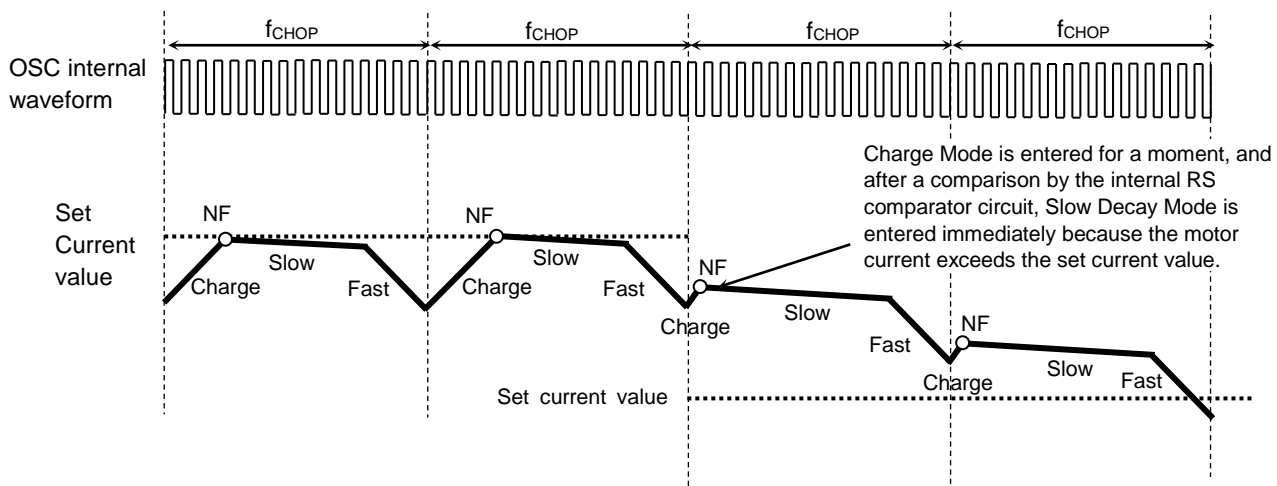 fCHOP
fCHOP
fCHOP
fCHOP
OSC internal
waveform
Charge Mode is entered for a moment, and
after a comparison by the internal RS
comparator circuit, Slow Decay Mode is
entered immediately because the motor
current exceeds the set current value.
Set
Current
value
NF
Slow
Charge
Fast
NF
Slow
Charge
Fast
NF
Charge
Slow
Fast
NF
Charge
Slow
Fast
Set current value